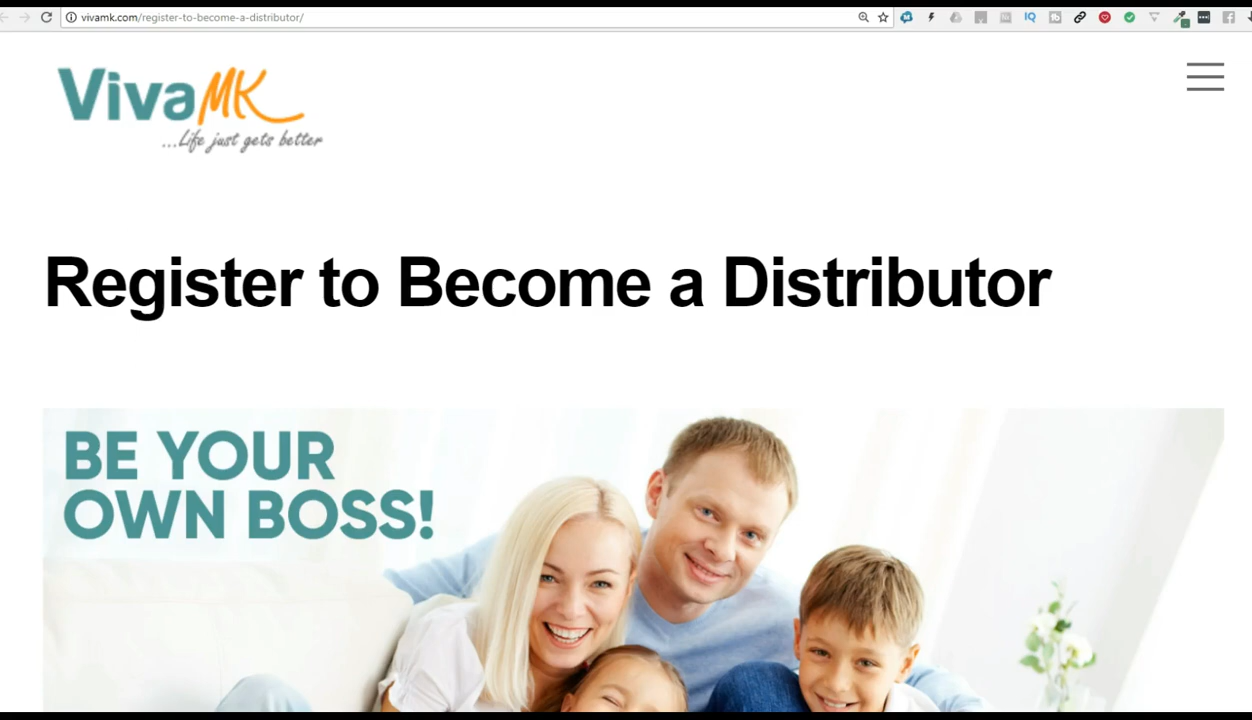 vivamk.com/register-to-become-a-distributor/
VivaMK
...Life just gets better
Register to Become a Distributor
BE YOUR
OWN BOSS!